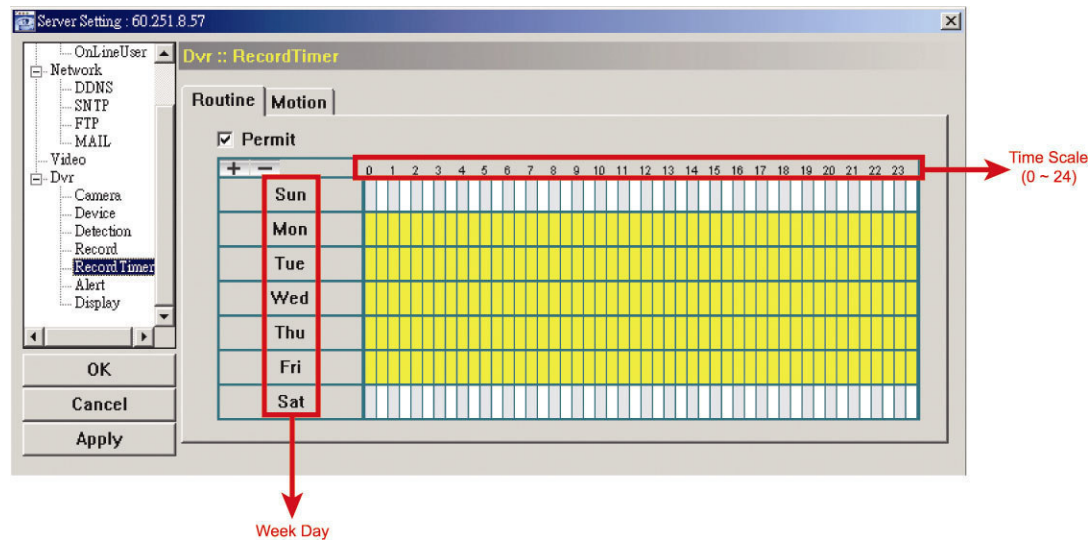 Server Setting : 60.251.8.57
OnLineUser
Network
DDNS
SNTP
FTP
MAIL
Video
Dvr
Camera
Device
Detection
Record
RecordTimer
Alert
Display
OK
Cancel
Apply
Dvr :: RecordTimer
Routine Motion
Permit
+ −
0 1 2 3 4 5 6 7 8 9 10 11 12 13 14 15 16 17 18 19 20 21 22 23
Sun
Mon
Tue
Wed
Thu
Fri
Sat
Time Scale
(0 ~ 24)
Week Day